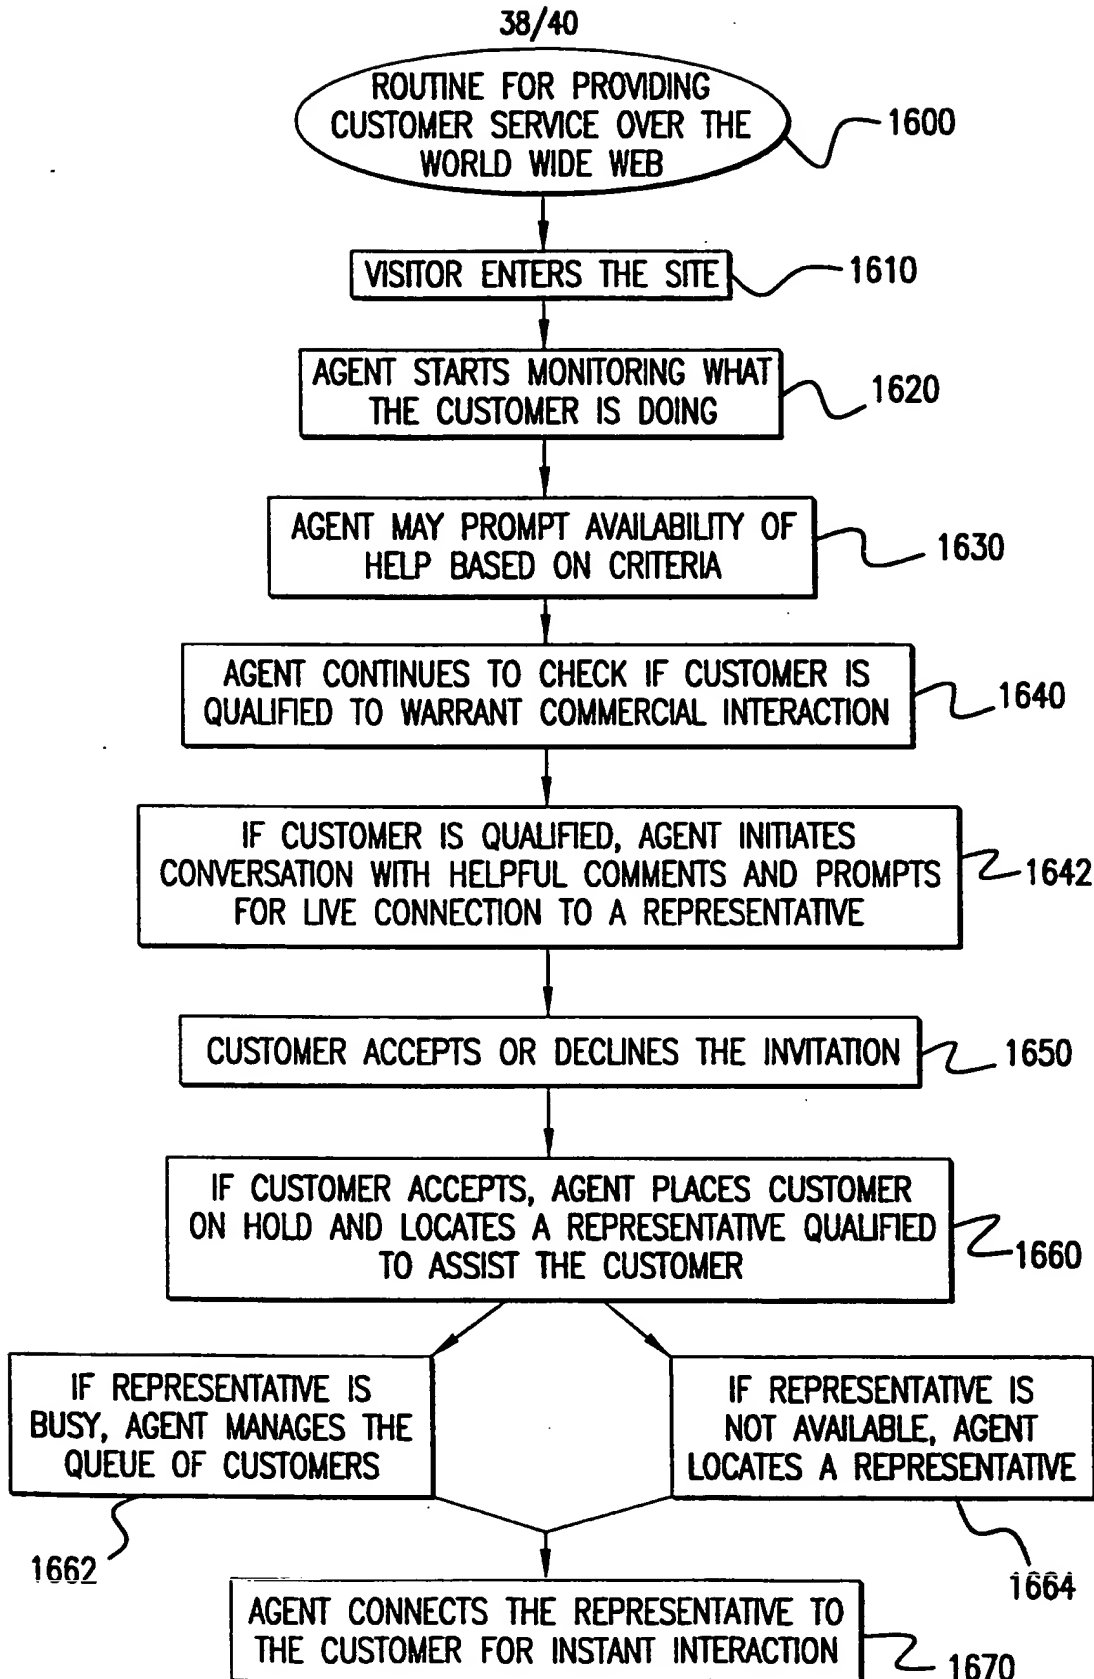 38/40
ROUTINE FOR PROVIDING
CUSTOMER SERVICE OVER THE
WORLD WIDE WEB
1600
VISITOR ENTERS THE SITE
1610
AGENT STARTS MONITORING WHAT
THE CUSTOMER IS DOING
1620
AGENT MAY PROMPT AVAILABILITY OF
HELP BASED ON CRITERIA
1630
AGENT CONTINUES TO CHECK IF CUSTOMER IS
QUALIFIED TO WARRANT COMMERCIAL INTERACTION
1640
IF CUSTOMER IS QUALIFIED, AGENT INITIATES
CONVERSATION WITH HELPFUL COMMENTS AND PROMPTS
FOR LIVE CONNECTION TO A REPRESENTATIVE
1642
CUSTOMER ACCEPTS OR DECLINES THE INVITATION
1650
IF CUSTOMER ACCEPTS, AGENT PLACES CUSTOMER
ON HOLD AND LOCATES A REPRESENTATIVE QUALIFIED
TO ASSIST THE CUSTOMER
1660
IF REPRESENTATIVE IS
BUSY, AGENT MANAGES THE
QUEUE OF CUSTOMERS
1662
IF REPRESENTATIVE IS
NOT AVAILABLE, AGENT
LOCATES A REPRESENTATIVE
1664
AGENT CONNECTS THE REPRESENTATIVE TO
THE CUSTOMER FOR INSTANT INTERACTION
1670